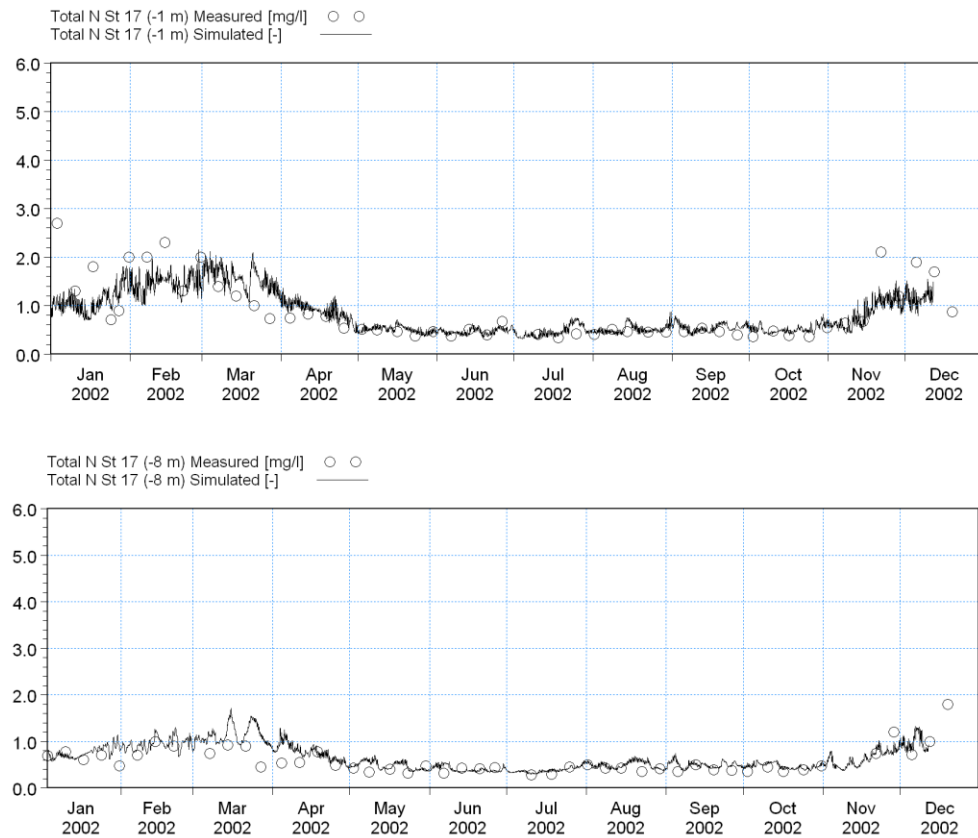 Total N St 17 (-1 m) Measured [mg/l]
Total N St 17 (-1 m) Simulated [-]
6.0
5.0
4.0
3.0
2.0
1.0
0.0
Jan Feb Mar Apr May Jun Jul Aug Sep Oct Nov Dec
2002 2002 2002 2002 2002 2002 2002 2002 2002 2002 2002 2002
Total N St 17 (-8 m) Measured [mg/l]
Total N St 17 (-8 m) Simulated [-]
6.0
5.0
4.0
3.0
2.0
1.0
0.0
Jan Feb Mar Apr May Jun Jul Aug Sep Oct Nov Dec
2002 2002 2002 2002 2002 2002 2002 2002 2002 2002 2002 2002